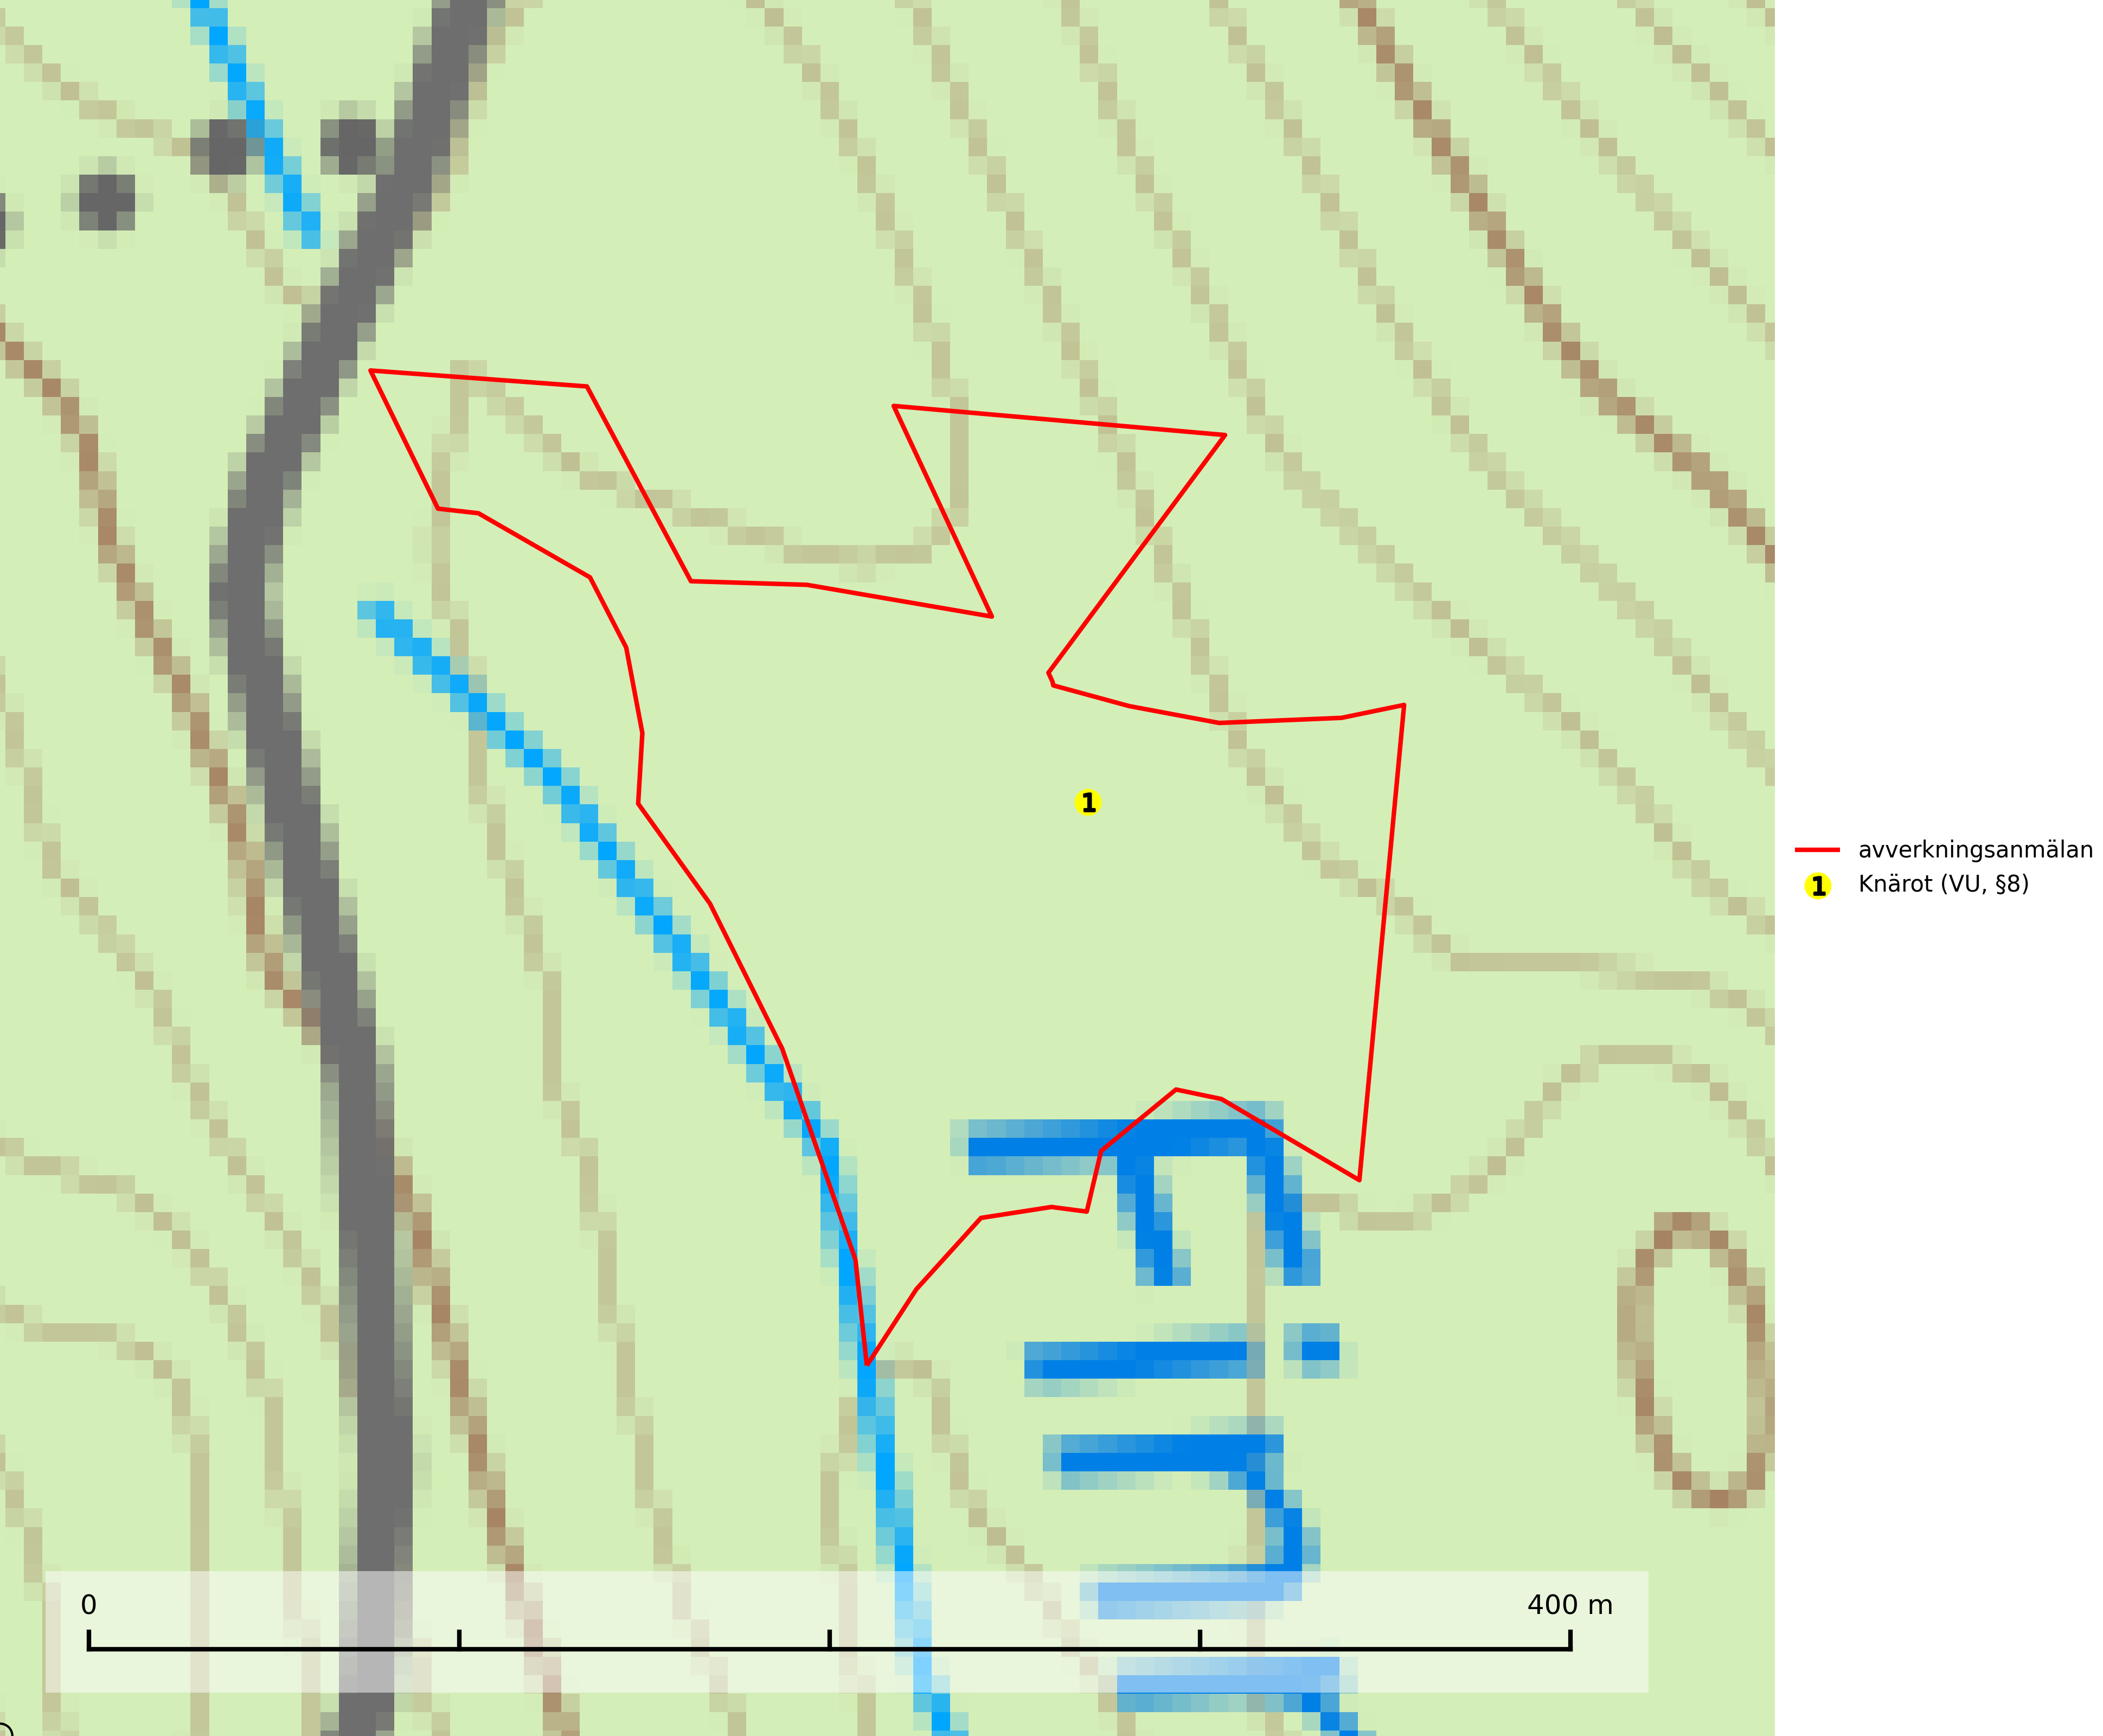 1
avverkningsanmälan
1 Knärot (VU, §8)
0 400 m